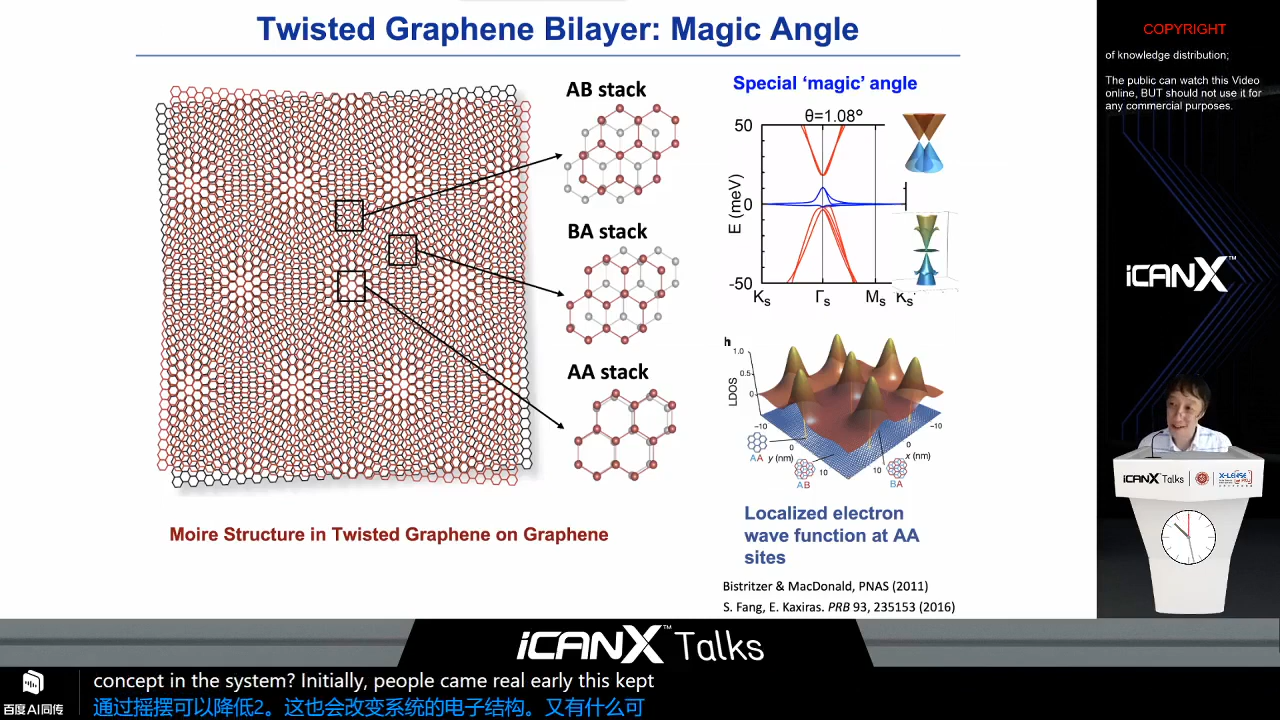 Twisted Graphene Bilayer: Magic Angle
AB stack
BA stack
AA stack
Moire Structure in Twisted Graphene on Graphene
Special ‘magic’ angle
θ=1.08°
50
0
-50
E (meV)
Ks
Γs
Ms
Ks'
h
1.0
0.5
0
LDOS
−10
0
10
y (nm)
−10
0
10
x (nm)
AA
AB
BA
Localized electron
wave function at AA
sites
Bistritzer & MacDonald, PNAS (2011)
S. Fang, E. Kaxiras. PRB 93, 235153 (2016)
COPYRIGHT
of knowledge distribution;
The public can watch this Video
online, BUT should not use it for
any commercial purposes.
iCANX™
iCANX Talks
X-LENSE
iCANX™ Talks
百度AI同传
concept in the system? Initially, people came real early this kept
通过摇摆可以降低2。这也会改变系统的电子结构。又有什么可